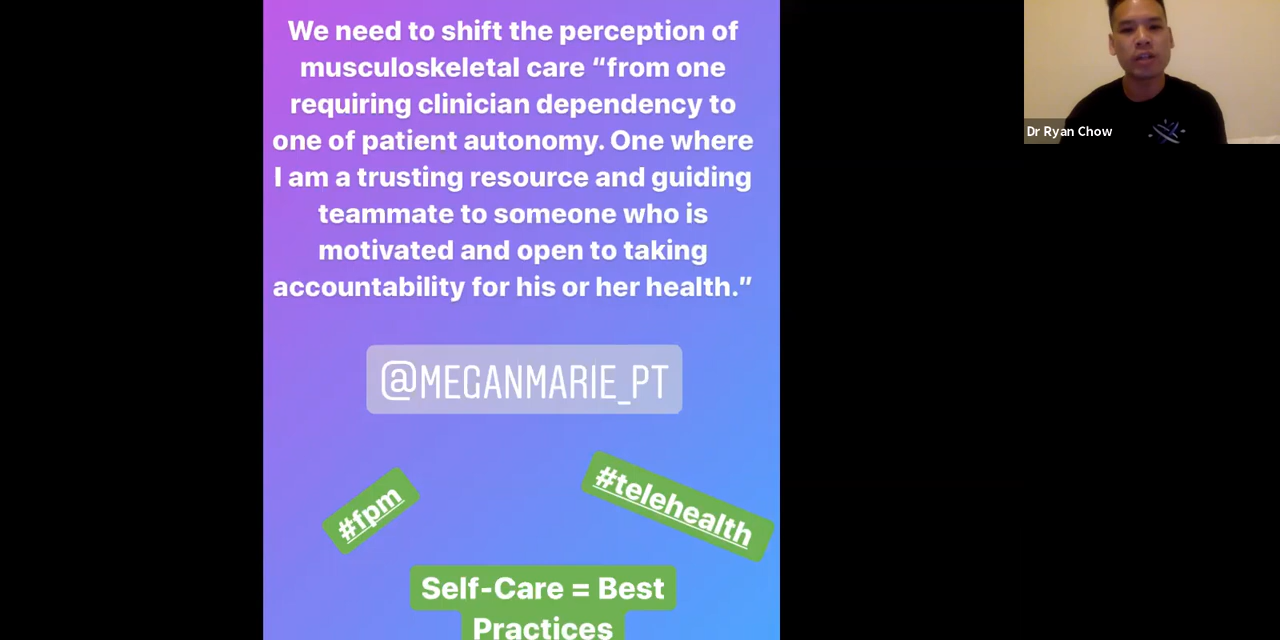 We need to shift the perception of
musculoskeletal care “from one
requiring clinician dependency to
one of patient autonomy. One where
I am a trusting resource and guiding
teammate to someone who is
motivated and open to taking
accountability for his or her health.”
@MEGANMARIE_PT
#fpm
#telehealth
Self-Care = Best
Practices
Dr Ryan Chow